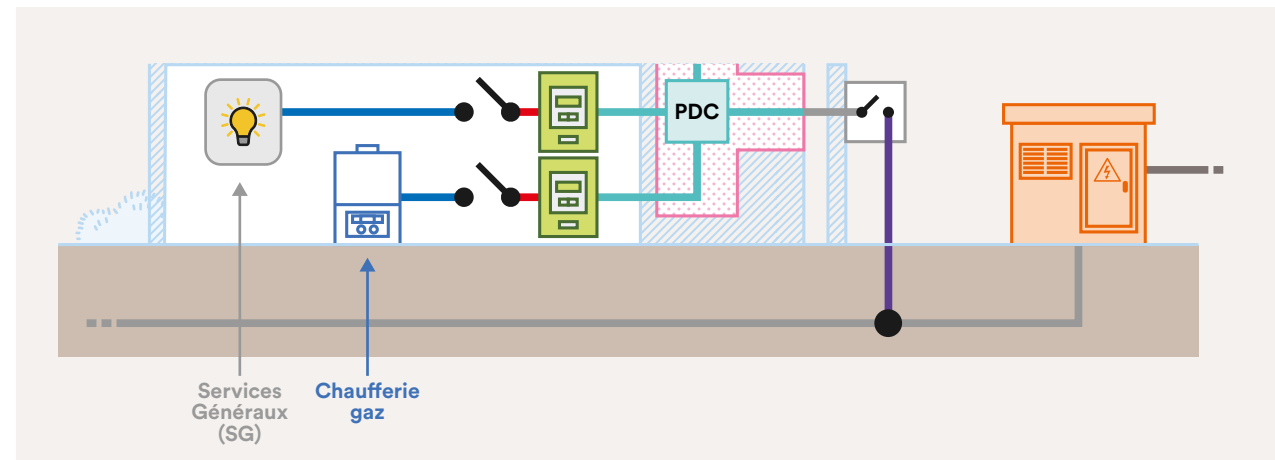 PDC
Services
Généraux
(SG)
Chaufferie
gaz